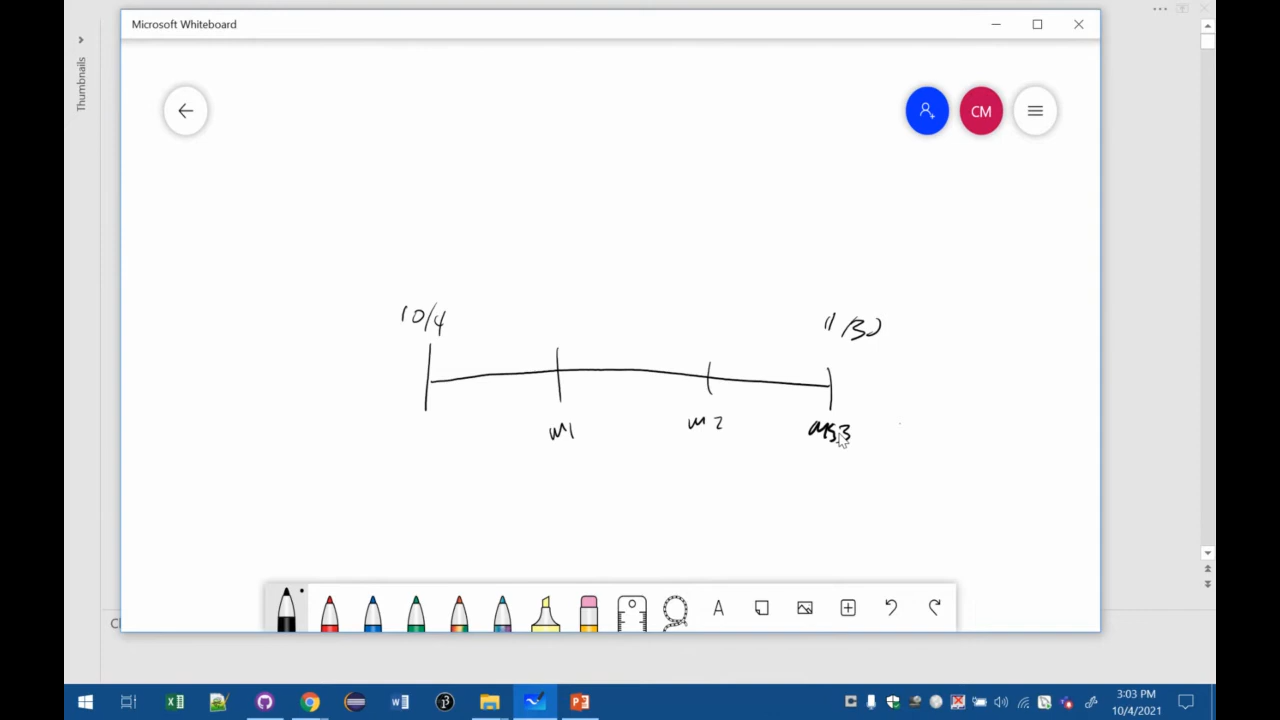 Microsoft Whiteboard
Thumbnails
CM
10/4
11/30
m1
m2
A
3:03 PM
10/4/2021